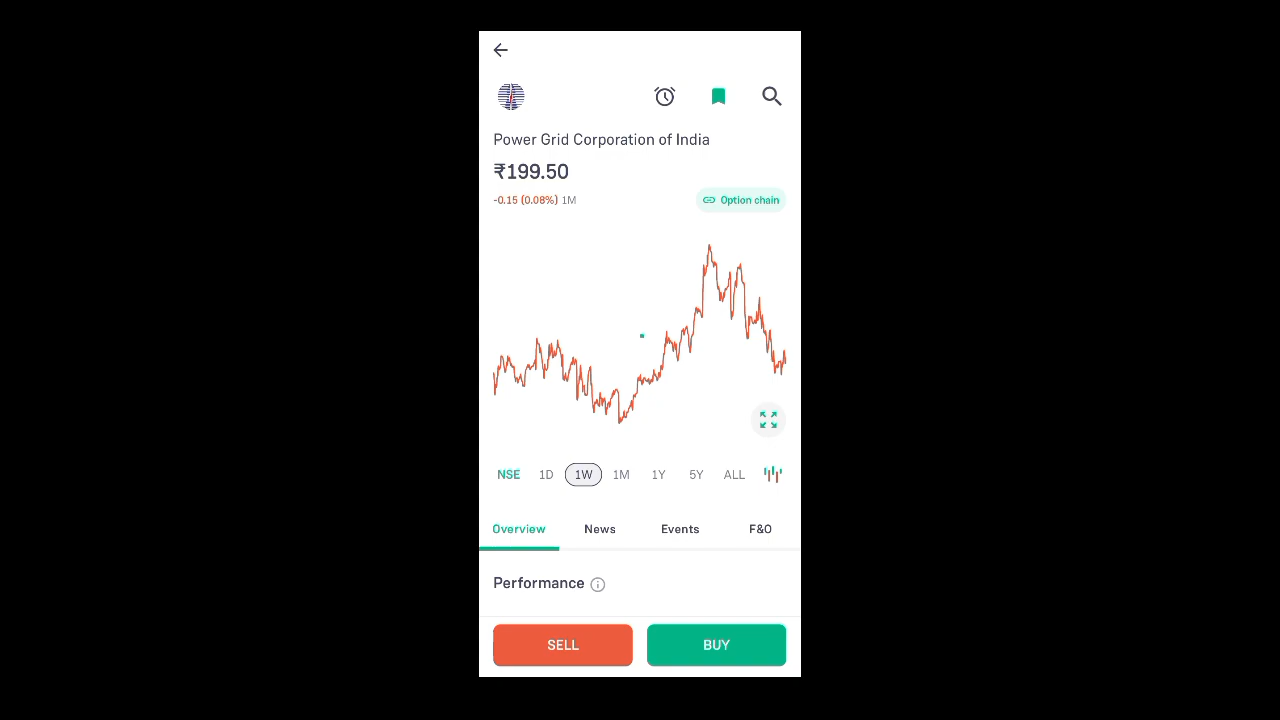 Power Grid Corporation of India
₹199.50
-0.15 (0.08%) 1M
Option chain
NSE 1D 1W 1M 1Y 5Y ALL
Overview News Events F&O
Performance
SELL BUY